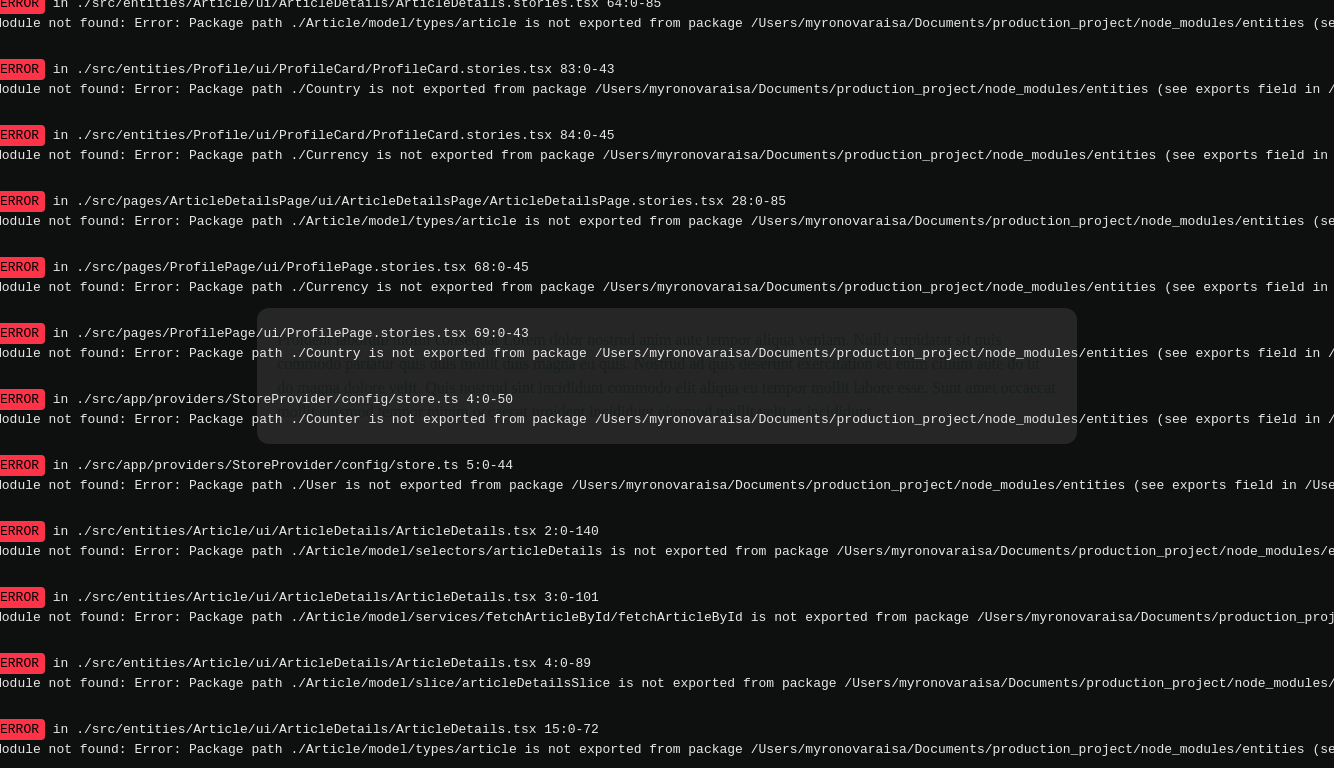 ERROR in ./src/entities/Article/ui/ArticleDetails/ArticleDetails.stories.tsx 64:0-85
Module not found: Error: Package path ./Article/model/types/article is not exported from package /Users/myronovaraisa/Documents/production_project/node_modules/entities (se
ERROR in ./src/entities/Profile/ui/ProfileCard/ProfileCard.stories.tsx 83:0-43
Module not found: Error: Package path ./Country is not exported from package /Users/myronovaraisa/Documents/production_project/node_modules/entities (see exports field in /
ERROR in ./src/entities/Profile/ui/ProfileCard/ProfileCard.stories.tsx 84:0-45
Module not found: Error: Package path ./Currency is not exported from package /Users/myronovaraisa/Documents/production_project/node_modules/entities (see exports field in
ERROR in ./src/pages/ArticleDetailsPage/ui/ArticleDetailsPage/ArticleDetailsPage.stories.tsx 28:0-85
Module not found: Error: Package path ./Article/model/types/article is not exported from package /Users/myronovaraisa/Documents/production_project/node_modules/entities (se
ERROR in ./src/pages/ProfilePage/ui/ProfilePage.stories.tsx 68:0-45
Module not found: Error: Package path ./Currency is not exported from package /Users/myronovaraisa/Documents/production_project/node_modules/entities (see exports field in
ERROR in ./src/pages/ProfilePage/ui/ProfilePage.stories.tsx 69:0-43
Module not found: Error: Package path ./Country is not exported from package /Users/myronovaraisa/Documents/production_project/node_modules/entities (see exports field in /
ERROR in ./src/app/providers/StoreProvider/config/store.ts 4:0-50
Module not found: Error: Package path ./Counter is not exported from package /Users/myronovaraisa/Documents/production_project/node_modules/entities (see exports field in /
ERROR in ./src/app/providers/StoreProvider/config/store.ts 5:0-44
Module not found: Error: Package path ./User is not exported from package /Users/myronovaraisa/Documents/production_project/node_modules/entities (see exports field in /Use
ERROR in ./src/entities/Article/ui/ArticleDetails/ArticleDetails.tsx 2:0-140
Module not found: Error: Package path ./Article/model/selectors/articleDetails is not exported from package /Users/myronovaraisa/Documents/production_project/node_modules/e
ERROR in ./src/entities/Article/ui/ArticleDetails/ArticleDetails.tsx 3:0-101
Module not found: Error: Package path ./Article/model/services/fetchArticleById/fetchArticleById is not exported from package /Users/myronovaraisa/Documents/production_proj
ERROR in ./src/entities/Article/ui/ArticleDetails/ArticleDetails.tsx 4:0-89
Module not found: Error: Package path ./Article/model/slice/articleDetailsSlice is not exported from package /Users/myronovaraisa/Documents/production_project/node_modules/
ERROR in ./src/entities/Article/ui/ArticleDetails/ArticleDetails.tsx 15:0-72
Module not found: Error: Package path ./Article/model/types/article is not exported from package /Users/myronovaraisa/Documents/production_project/node_modules/entities (se